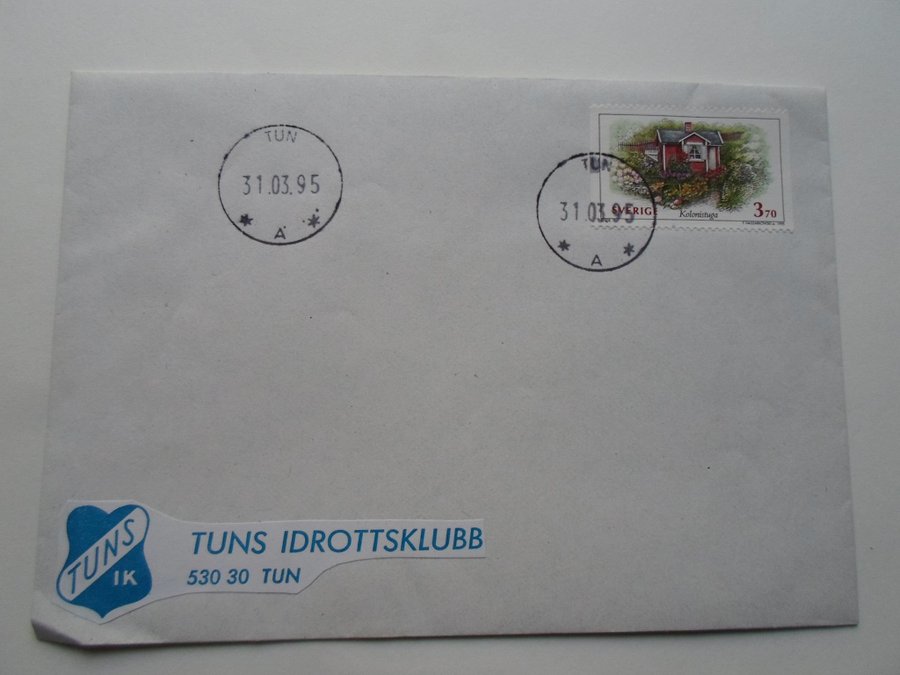 TUN
31.03.95
* A *
TUN
31.03.95
* A *
SVERIGE Kolonistuga 3 70
TUNS
IK
TUNS IDROTTSKLUBB
530 30 TUN